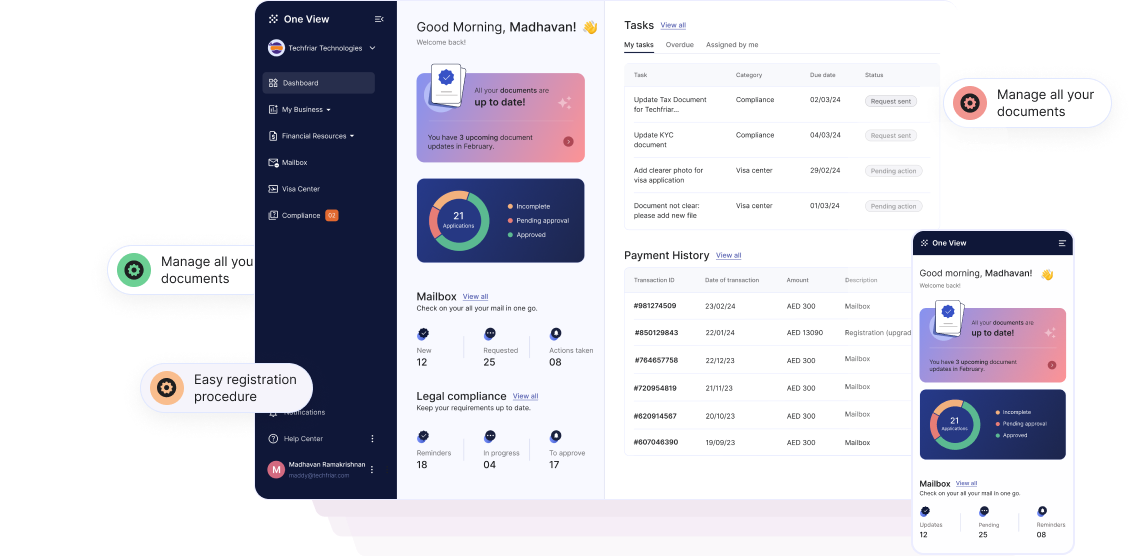 One View
Techfriar Technologies
Dashboard
My Business
Financial Resources
Mailbox
Visa Center
Compliance 02
Manage all you
documents
Easy registration
procedure
Notifications
Help Center
M
Madhavan Ramakrishnan
maddy@techfriar.com
Good Morning, Madhavan! 👋
Welcome back!
All your documents are
up to date!
You have 3 upcoming document
updates in February.
21
Applications
Incomplete
Pending approval
Approved
Mailbox View all
Check on your all your mail in one go.
New Requested Actions taken
12 25 08
Legal compliance View all
Keep your requirements up to date.
Reminders In progress To approve
18 04 17
Tasks View all
My tasks Overdue Assigned by me
Task Category Due date Status
Update Tax Document
for Techfriar...
Compliance 02/03/24 Request sent
Update KYC
document
Compliance 04/03/24 Request sent
Add clearer photo for
visa application
Visa center 29/02/24 Pending action
Document not clear:
please add new file
Visa center 01/03/24 Pending action
Payment History View all
Transaction ID Date of transaction Amount Description
#981274509 23/02/24 AED 300 Mailbox
#850129843 22/01/24 AED 13090 Registration (upgrad
#764657758 22/12/23 AED 300 Mailbox
#720954819 21/11/23 AED 300 Mailbox
#620914567 20/10/23 AED 300 Mailbox
#607046390 19/09/23 AED 300 Mailbox
Manage all your
documents
One View
Good morning, Madhavan! 👋
Welcome back!
All your documents are
up to date!
You have 3 upcoming document
updates in February.
21
Applications
Incomplete
Pending approval
Approved
Mailbox View all
Check on your all your mail in one go.
Updates Pending Reminders
12 25 08